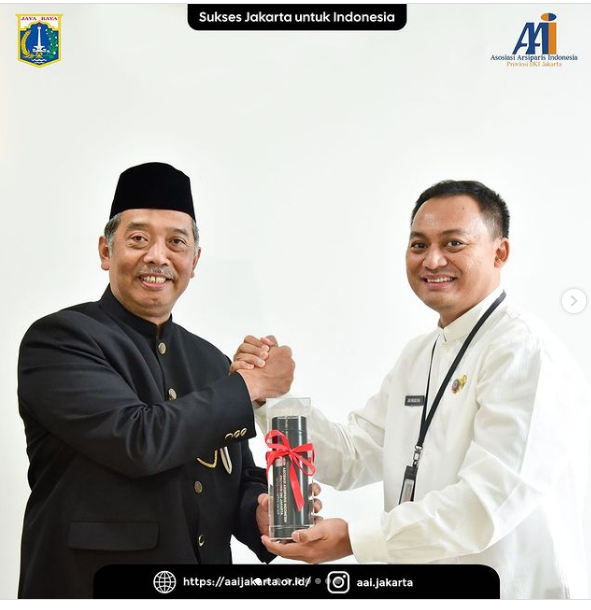 JAYA RAYA
Sukses Jakarta untuk Indonesia
AAI
Asosiasi Arsiparis Indonesia
Provinsi DKI Jakarta
https://aaijakarta.or.id/
aai.jakarta